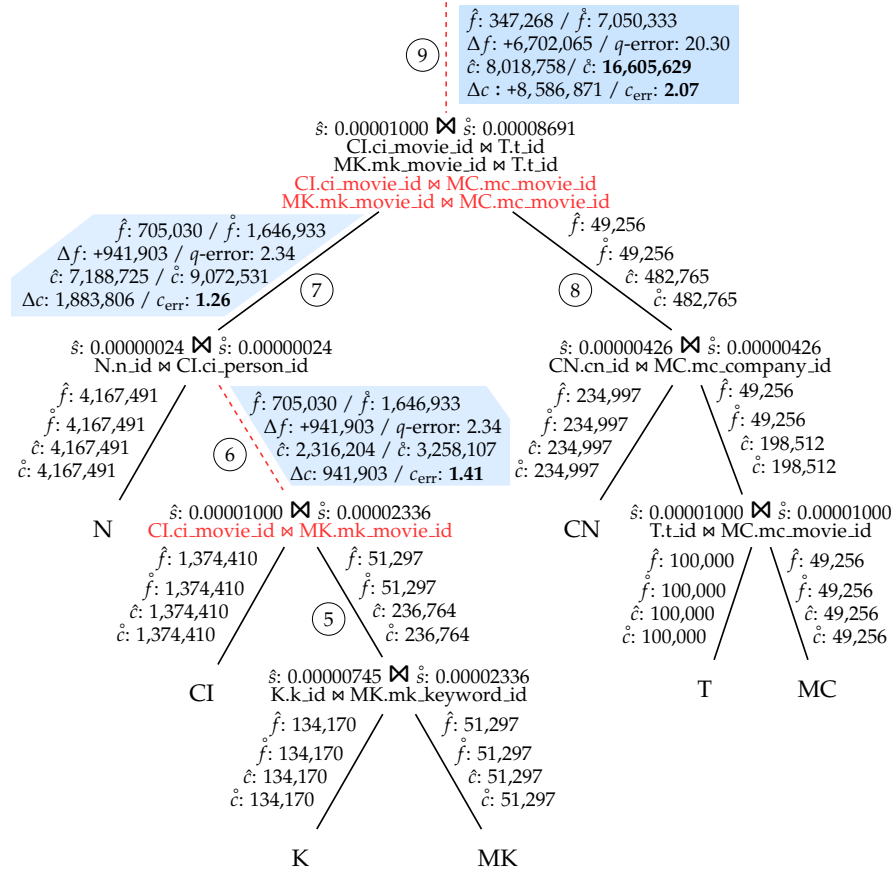 f̂: 347,268 / f̊: 7,050,333
Δf: +6,702,065 / q-error: 20.30
ĉ: 8,018,758/ c̊: 16,605,629
Δc : +8, 586, 871 / c_err: 2.07
9
ŝ: 0.00001000 ⋈ s̊: 0.00008691
CI.ci_movie_id ⋈ T.t_id
MK.mk_movie_id ⋈ T.t_id
CI.ci_movie_id ⋈ MC.mc_movie_id
MK.mk_movie_id ⋈ MC.mc_movie_id
f̂: 705,030 / f̊: 1,646,933
Δf: +941,903 / q-error: 2.34
ĉ: 7,188,725 / c̊: 9,072,531
Δc: 1,883,806 / c_err: 1.26
7
f̂: 49,256
f̊: 49,256
ĉ: 482,765
c̊: 482,765
8
ŝ: 0.00000024 ⋈ s̊: 0.00000024
N.n_id ⋈ CI.ci_person_id
ŝ: 0.00000426 ⋈ s̊: 0.00000426
CN.cn_id ⋈ MC.mc_company_id
f̂: 4,167,491
f̊: 4,167,491
ĉ: 4,167,491
c̊: 4,167,491
f̂: 705,030 / f̊: 1,646,933
Δf: +941,903 / q-error: 2.34
ĉ: 2,316,204 / c̊: 3,258,107
Δc: 941,903 / c_err: 1.41
6
f̂: 234,997
f̊: 234,997
ĉ: 234,997
c̊: 234,997
f̂: 49,256
f̊: 49,256
ĉ: 198,512
c̊: 198,512
N
ŝ: 0.00001000 ⋈ s̊: 0.00002336
CI.ci_movie_id ⋈ MK.mk_movie_id
CN
ŝ: 0.00001000 ⋈ s̊: 0.00001000
T.t_id ⋈ MC.mc_movie_id
f̂: 1,374,410
f̊: 1,374,410
ĉ: 1,374,410
c̊: 1,374,410
f̂: 51,297
f̊: 51,297
ĉ: 236,764
c̊: 236,764
5
f̂: 100,000
f̊: 100,000
ĉ: 100,000
c̊: 100,000
f̂: 49,256
f̊: 49,256
ĉ: 49,256
c̊: 49,256
CI
ŝ: 0.00000745 ⋈ s̊: 0.00002336
K.k_id ⋈ MK.mk_keyword_id
T
MC
f̂: 134,170
f̊: 134,170
ĉ: 134,170
c̊: 134,170
f̂: 51,297
f̊: 51,297
ĉ: 51,297
c̊: 51,297
K
MK